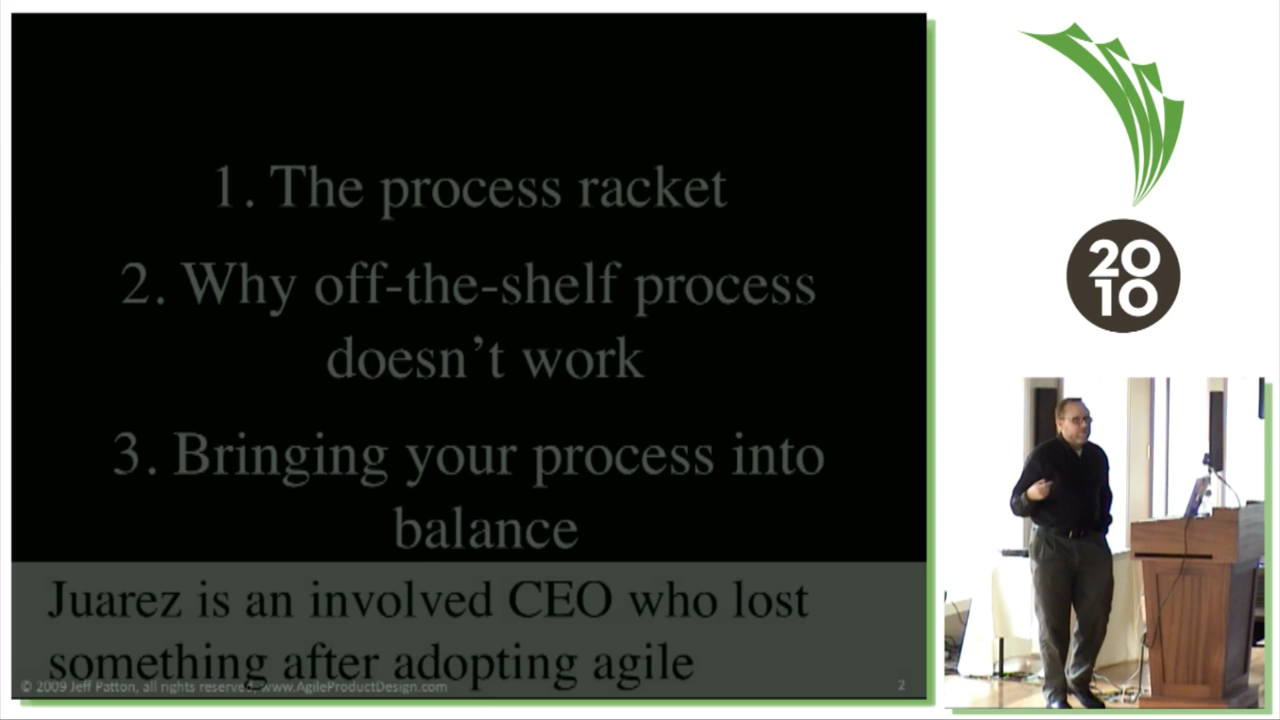 1. The process racket
2. Why off-the-shelf process
doesn't work
3. Bringing your process into
balance
Juarez is an involved CEO who lost
something after adopting agile
© 2009 Jeff Patton, all rights reserved, www.AgileProductDesign.com
2
20
10